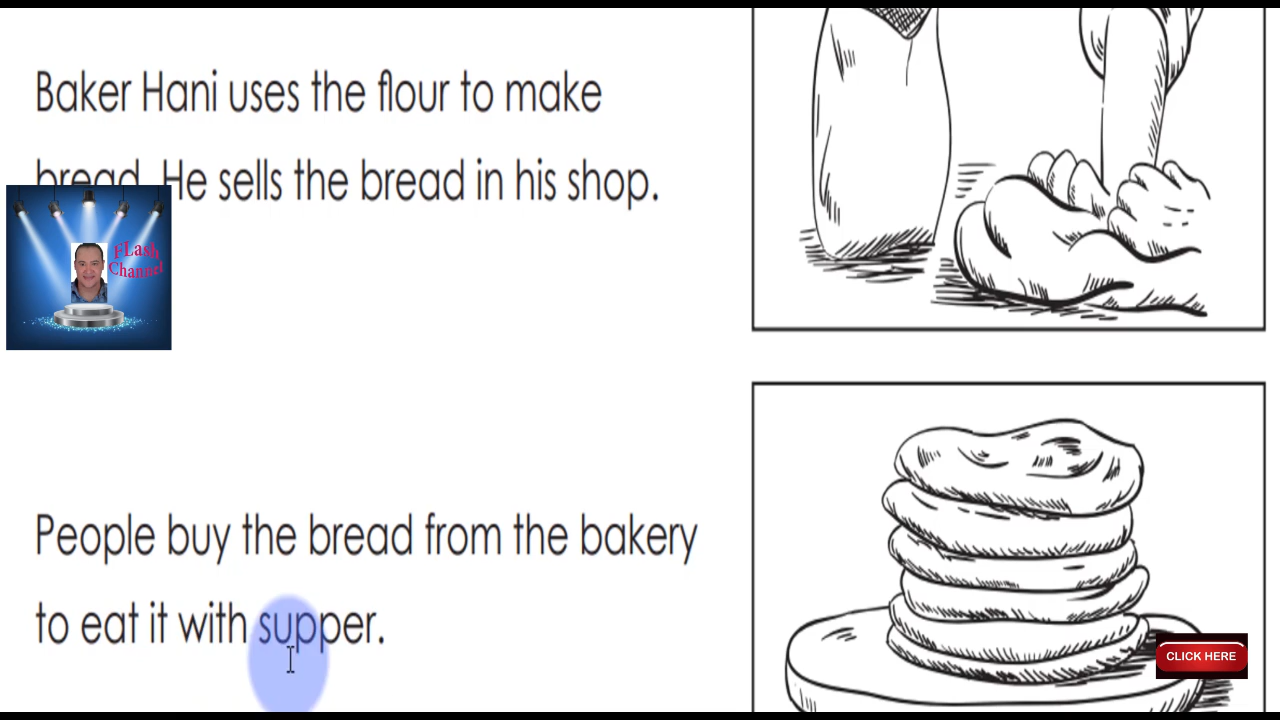 Baker Hani uses the flour to make
bread. He sells the bread in his shop.
FLash
Channel
People buy the bread from the bakery
to eat it with supper.
CLICK HERE